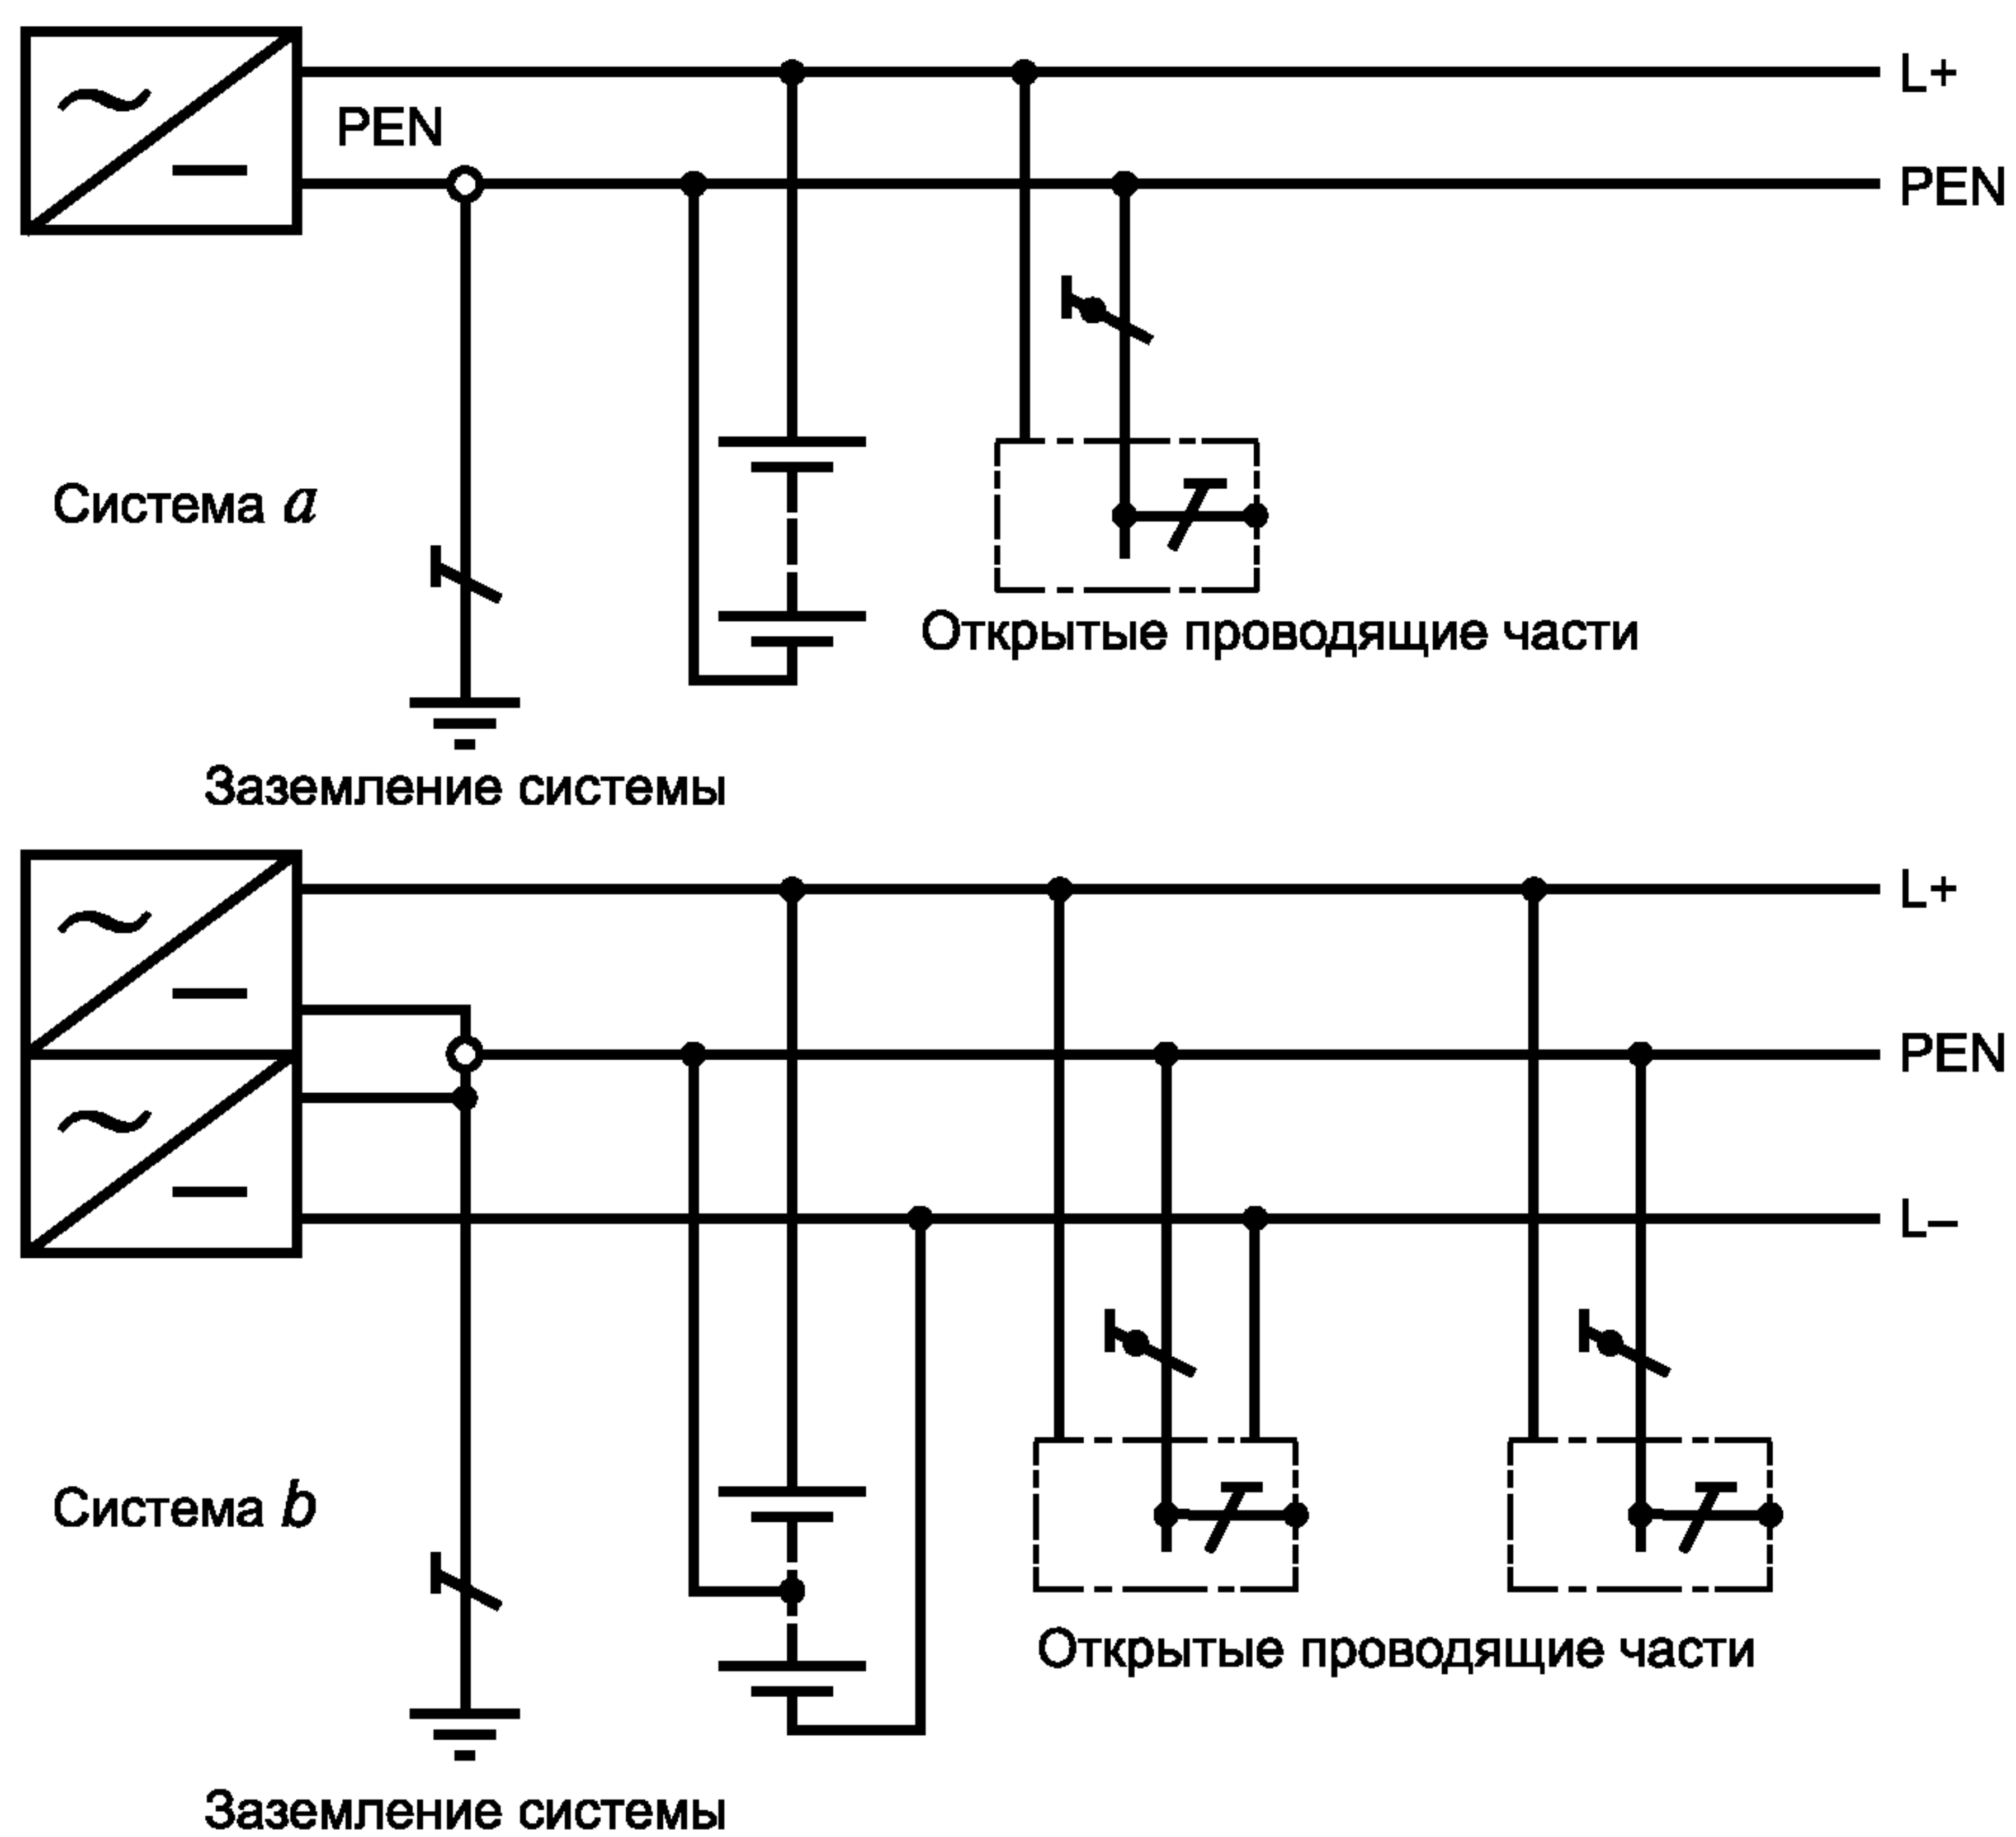 L+
PEN
PEN
Система a
Открытые проводящие части
Заземление системы
L+
PEN
L–
Система b
Открытые проводящие части
Заземление системы